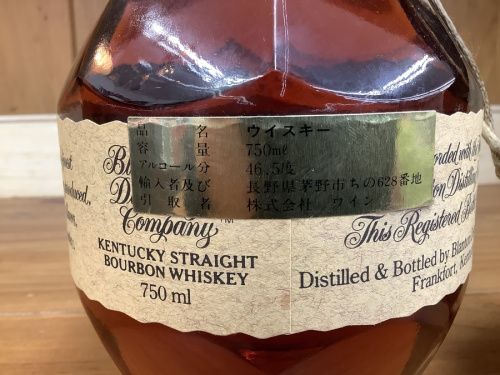 品 名 ウイスキー
容 量 750mℓ
アルコール分 46.5度
輸入者及び 長野県茅野市ちの628番地
引 取 者 株式会社 ワイン
Company TM
KENTUCKY STRAIGHT
BOURBON WHISKEY
750 ml
This Registered
Distilled & Bottled by
Frankfort,